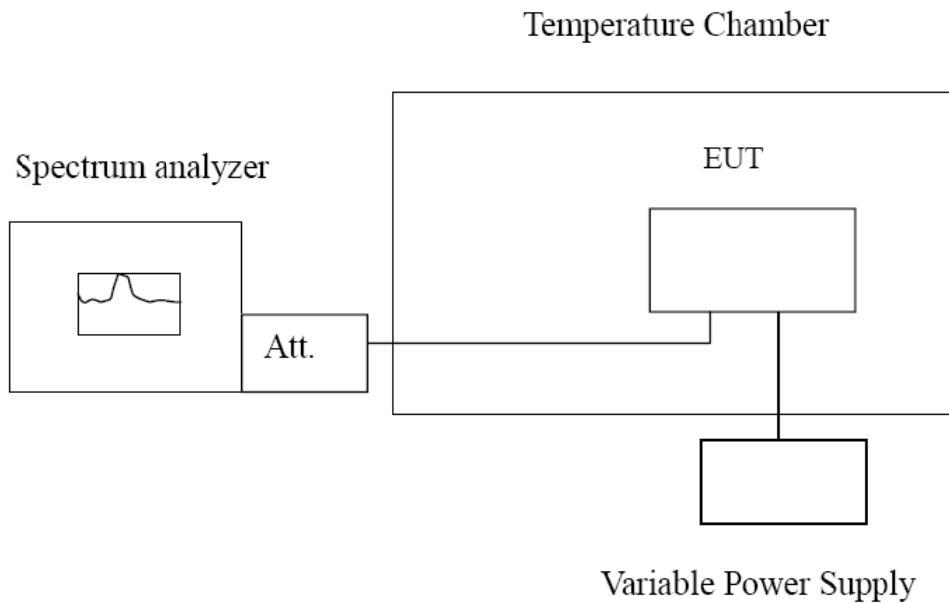 Temperature Chamber
Spectrum analyzer
EUT
Att.
Variable Power Supply